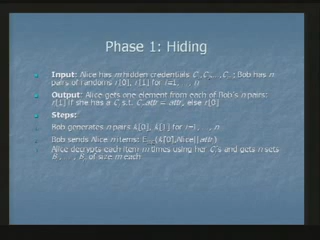 Phase 1: Hiding
Input: Alice has m hidden credentials C, C, ..., C; Bob has n
pairs of randoms r[0], r[1] for i=1, . . ., n
Output: Alice gets one element from each of Bob's n pairs:
r[1] if she has a C s.t. C.attr = attr, else r[0]
Steps:
Bob generates n pairs k[0], k[1] for i=1, . . ., n
Bob sends Alice n items: Alice||attr
Alice decrypts each item m times using her C s and gets n sets
of size m each